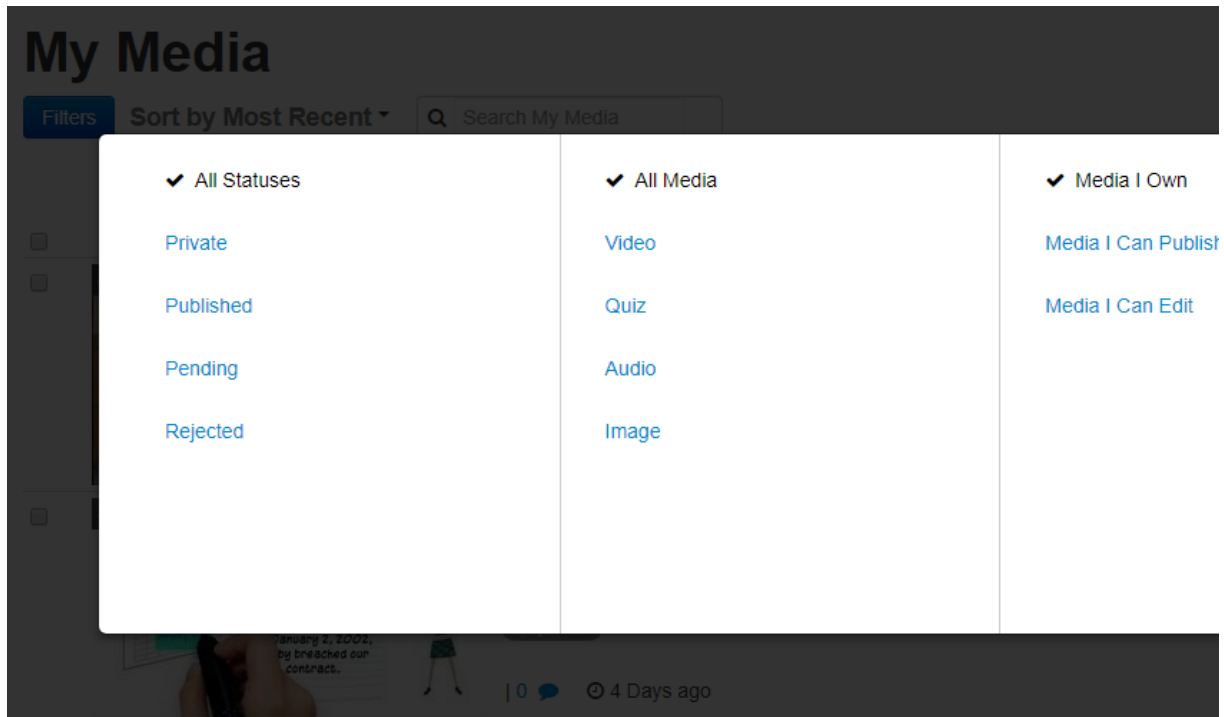 My Media
Filters Sort by Most Recent Search My Media
All Statuses
Private
Published
Pending
Rejected
All Media
Video
Quiz
Audio
Image
Media I Own
Media I Can Publish
Media I Can Edit
January 2, 2002,
by breached our
contract.
| 0 4 Days ago